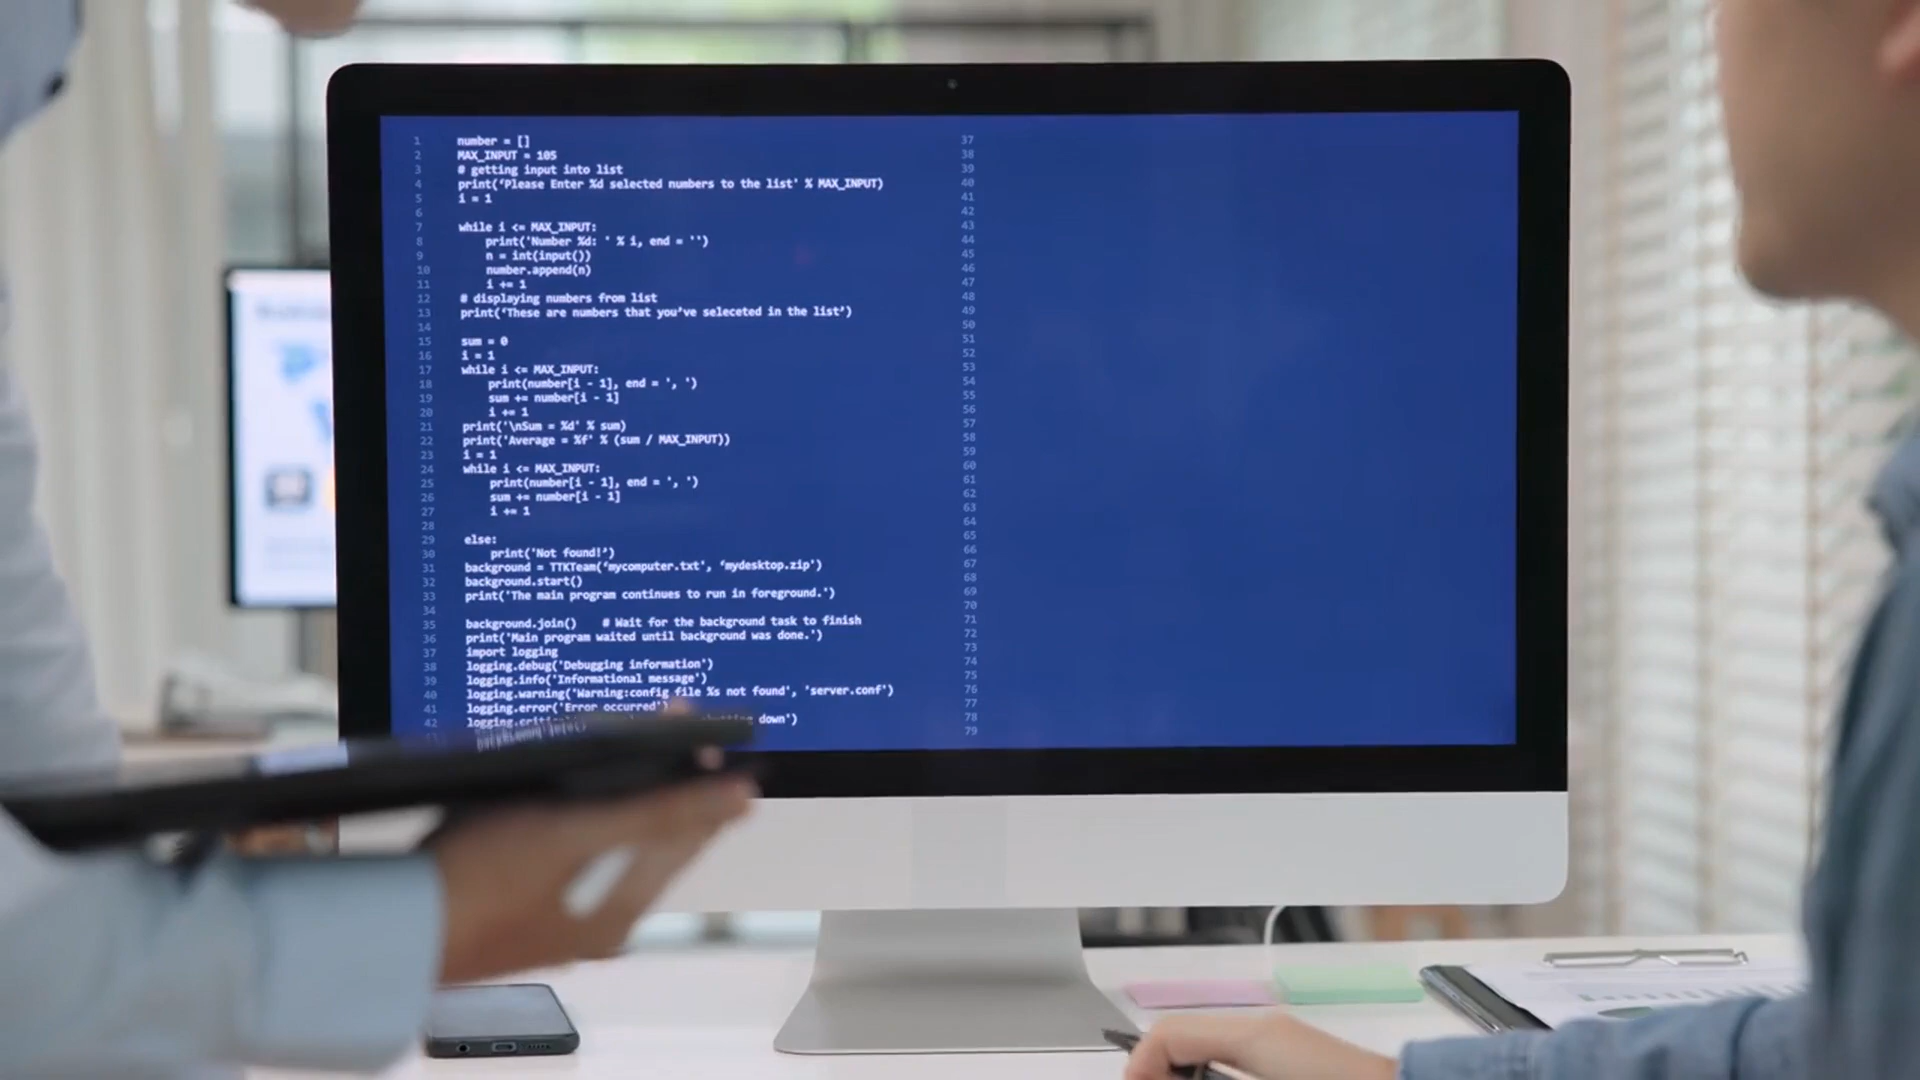 1 number = []
2 MAX_INPUT = 105
3 # getting input into list
4 print('Please Enter %d selected numbers to the list' % MAX_INPUT)
5 i = 1
6
7 while i <= MAX_INPUT:
8 print('Number %d: ' % i, end = '')
9 n = int(input())
10 number.append(n)
11 i += 1
12 # displaying numbers from list
13 print(‘These are numbers that you’ve seleceted in the list’)
14
15 sum = 0
16 i = 1
17 while i <= MAX_INPUT:
18 print(number[i - 1], end = ', ')
19 sum += number[i - 1]
20 i += 1
21 print('\nSum = %d' % sum)
22 print('Average = %f' % (sum / MAX_INPUT))
23 i = 1
24 while i <= MAX_INPUT:
25 print(number[i - 1], end = ', ')
26 sum += number[i - 1]
27 i += 1
28
29 else:
30 print('Not found!’)
31 background = TTKTeam(‘mycomputer.txt', ‘mydesktop.zip')
32 background.start()
33 print('The main program continues to run in foreground.')
34
35 background.join() # Wait for the background task to finish
36 print('Main program waited until background was done.')
37 import logging
38 logging.debug('Debugging information')
39 logging.info('Informational message')
40 logging.warning('Warning:config file %s not found', 'server.conf')
41 logging.error('Error occurred')
42 down')
37
38
39
40
41
42
43
44
45
46
47
48
49
50
51
52
53
54
55
56
57
58
59
60
61
62
63
64
65
66
67
68
69
70
71
72
73
74
75
76
77
78
79